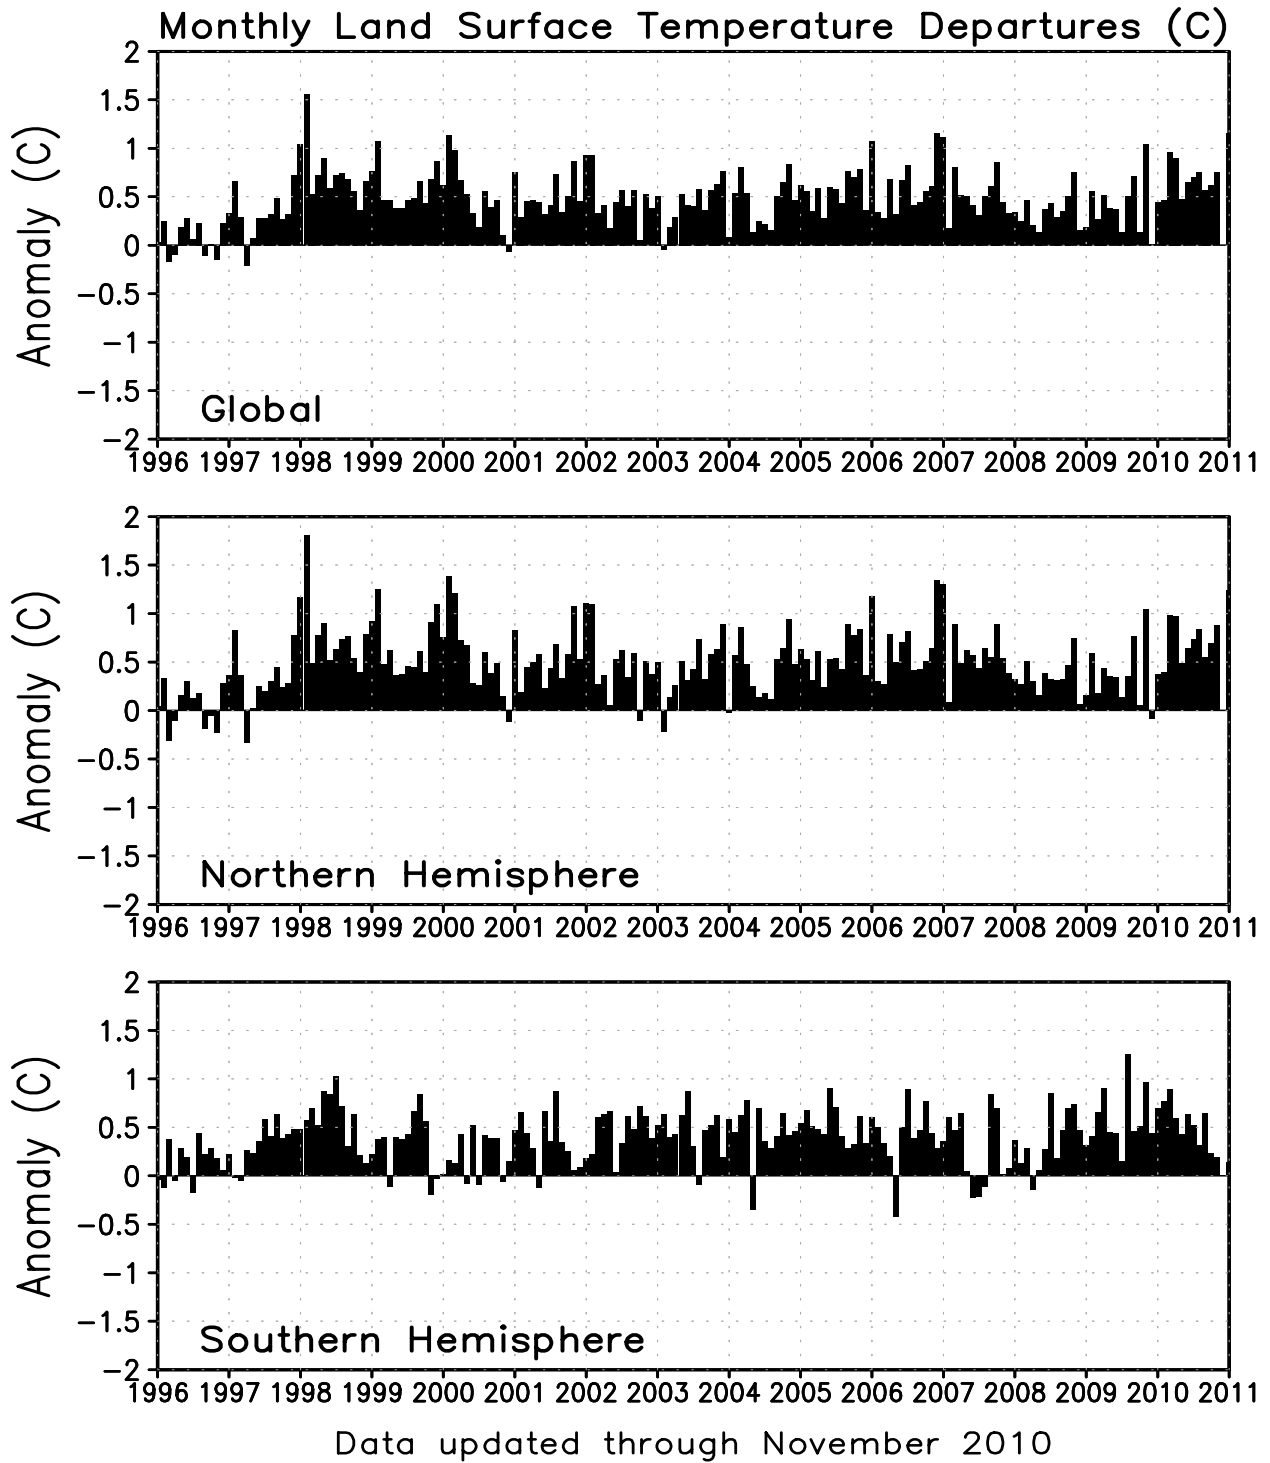 Monthly Land Surface Temperature Departures (C)
Anomaly (C)
2
1.5
1
0.5
0
−0.5
−1
−1.5
−2
Global
1996 1997 1998 1999 2000 2001 2002 2003 2004 2005 2006 2007 2008 2009 2010 2011
Anomaly (C)
2
1.5
1
0.5
0
−0.5
−1
−1.5
−2
Northern Hemisphere
1996 1997 1998 1999 2000 2001 2002 2003 2004 2005 2006 2007 2008 2009 2010 2011
Anomaly (C)
2
1.5
1
0.5
0
−0.5
−1
−1.5
−2
Southern Hemisphere
1996 1997 1998 1999 2000 2001 2002 2003 2004 2005 2006 2007 2008 2009 2010 2011
Data updated through November 2010